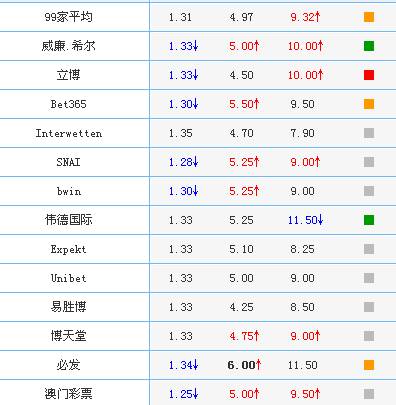 99家平均 1.31 4.97 9.32↑
威廉.希尔 1.33↓ 5.00↑ 10.00↑
立博 1.33↓ 4.50 10.00↑
Bet365 1.30↓ 5.50↑ 9.50
Interwetten 1.35 4.70 7.90
SNAI 1.28↓ 5.25↑ 9.00↑
bwin 1.30↓ 5.25↑ 9.00
伟德国际 1.33 5.25 11.50↓
Expekt 1.33 5.10 8.25
Unibet 1.33 5.00 9.00
易胜博 1.33 4.25 8.50
博天堂 1.33 4.75↑ 9.00↑
必发 1.34↓ 6.00↑ 11.50
澳门彩票 1.25↓ 5.00↑ 9.50↑